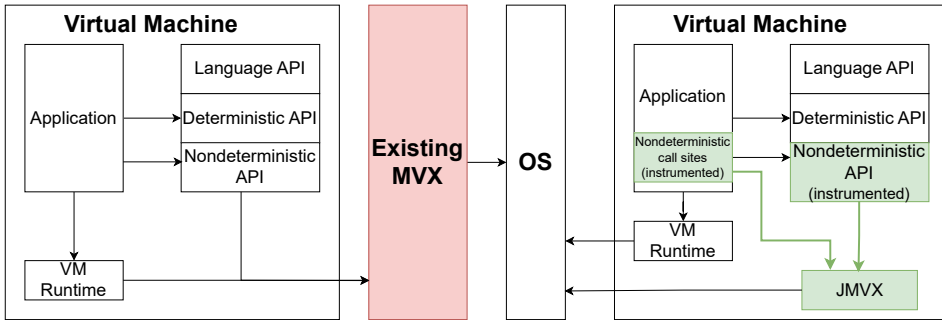 Virtual Machine
Application
Language API
Deterministic API
Nondeterministic
API
VM
Runtime
Existing
MVX
OS
Virtual Machine
Application
Nondeterministic
call sites
(instrumented)
Language API
Deterministic API
Nondeterministic
API
(instrumented)
VM
Runtime
JMVX